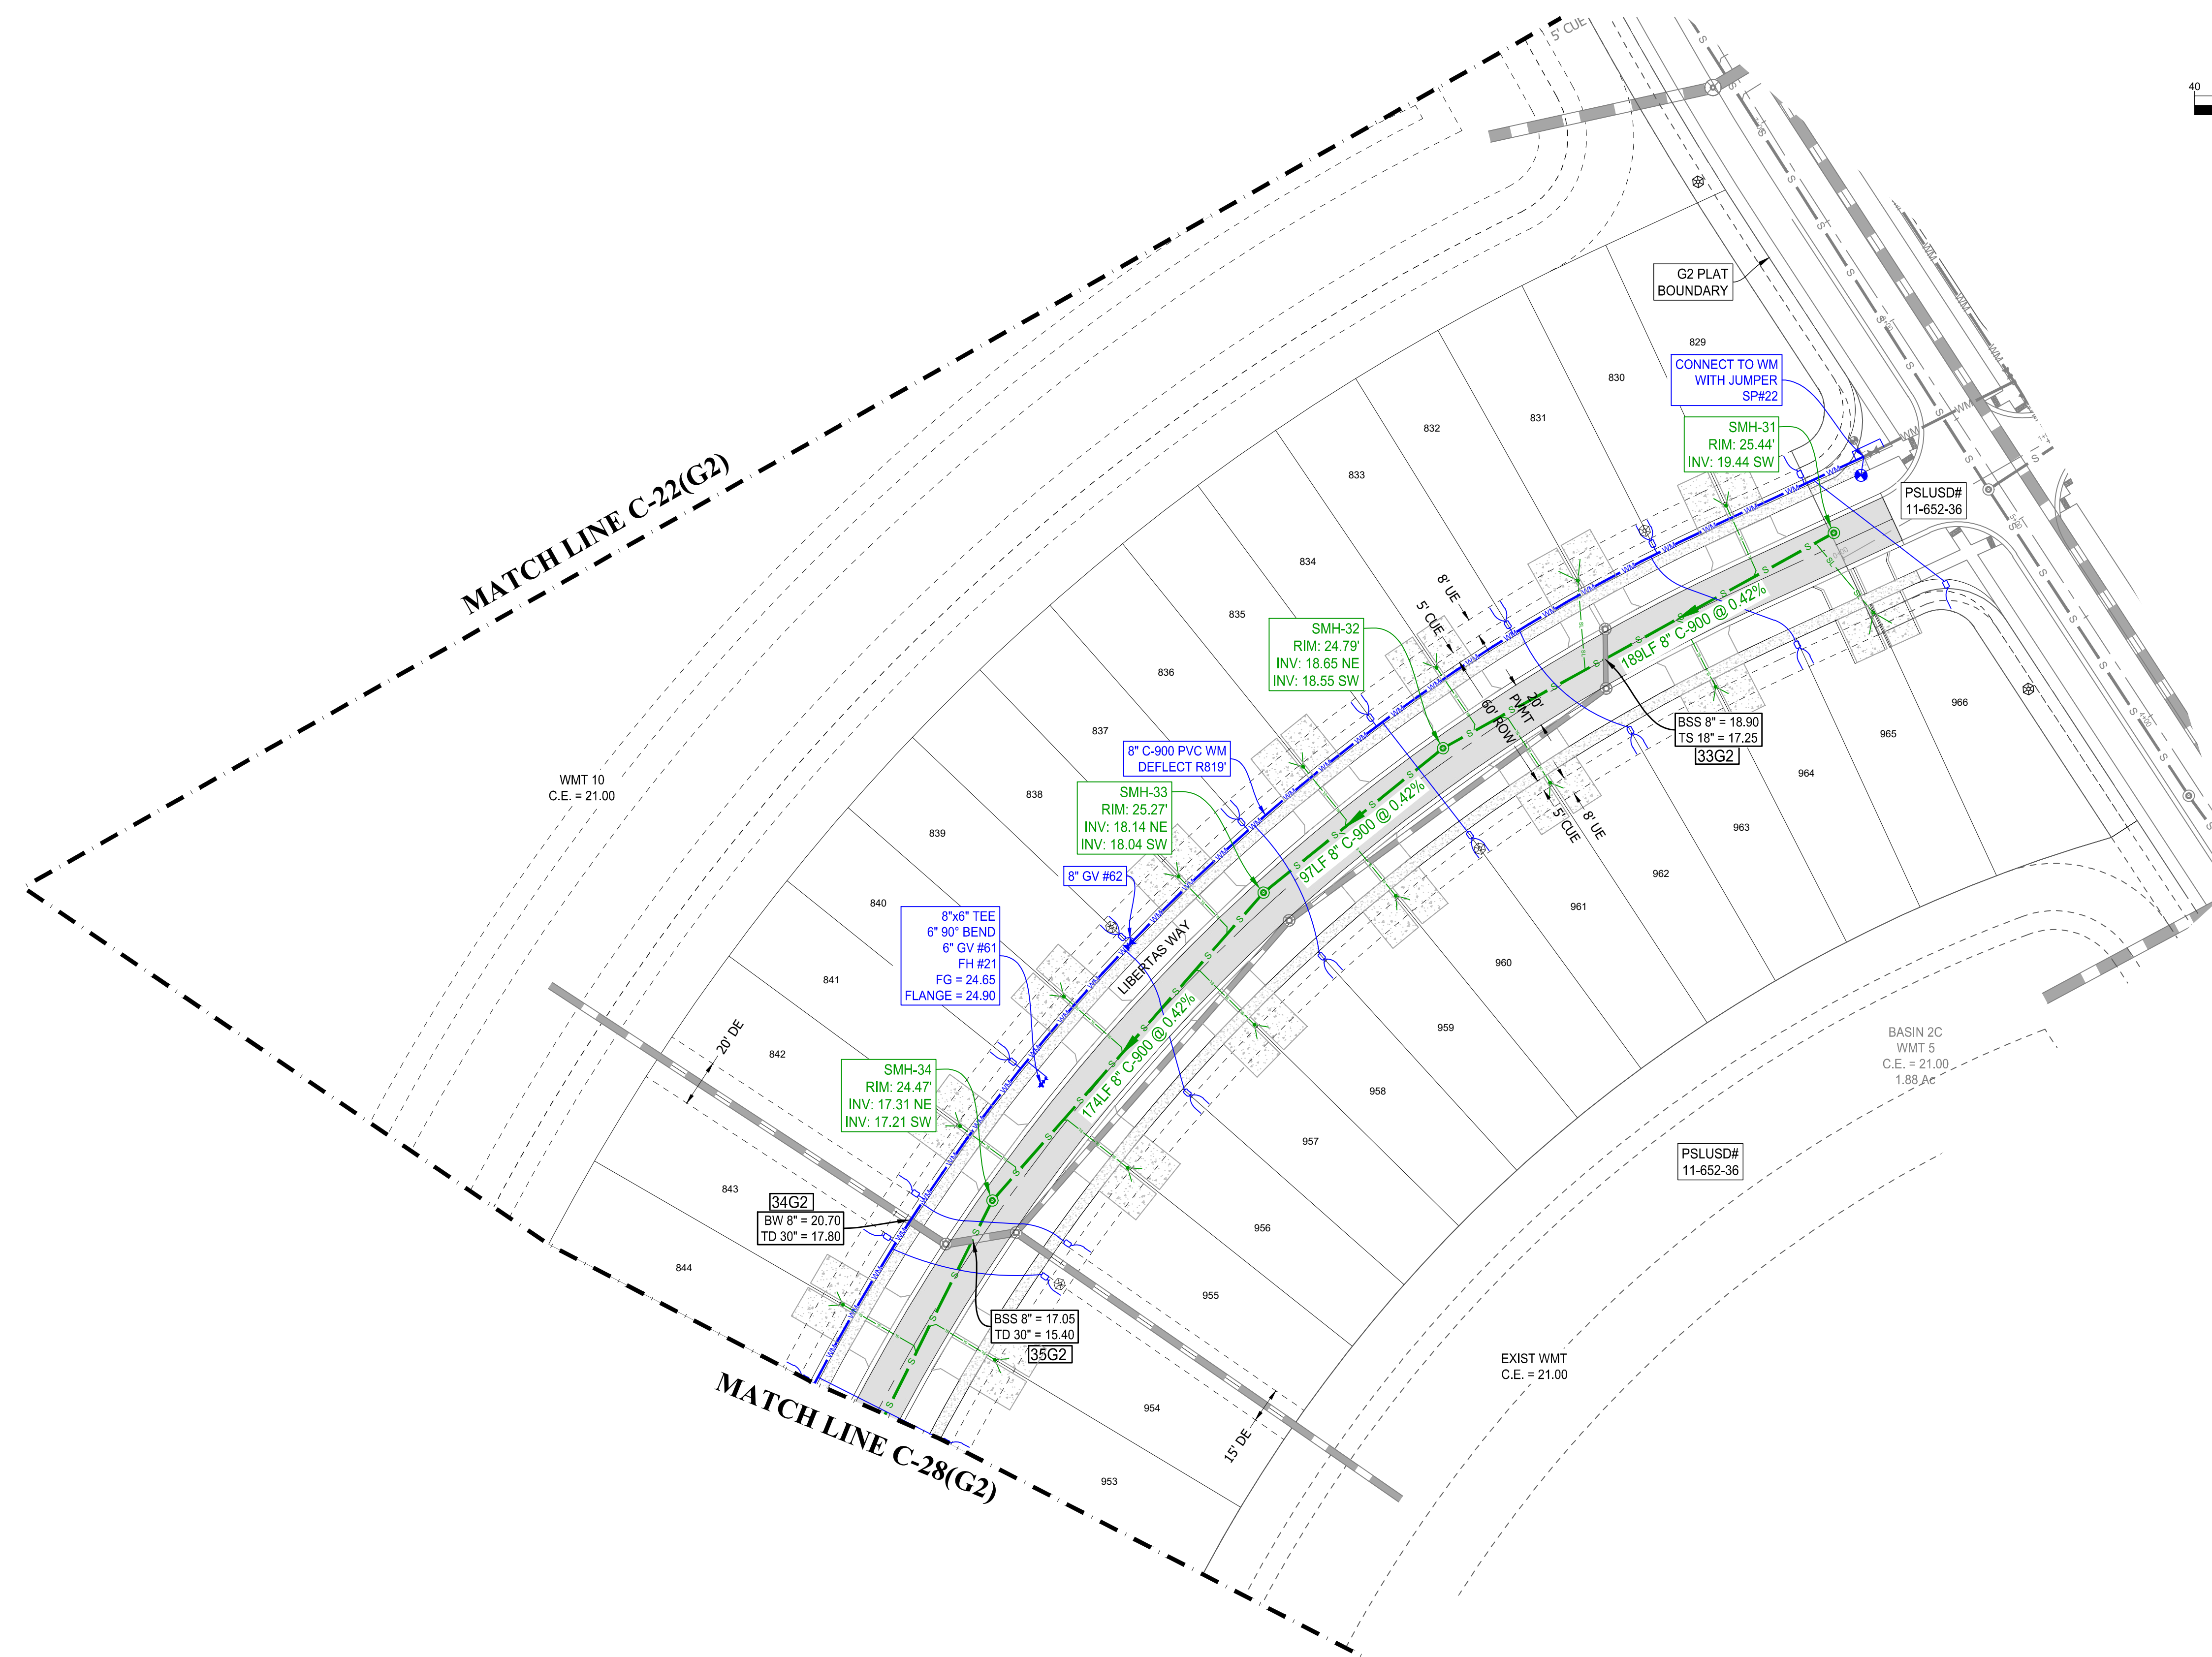 5' CUE
40
MATCH LINE C-22(G2)
G2 PLAT
BOUNDARY
829
830
831
832
833
834
835
836
837
838
839
840
841
842
843
844
CONNECT TO WM
WITH JUMPER
SP#22
SMH-31
RIM: 25.44'
INV: 19.44 SW
PSLUSD#
11-652-36
8' UE
5' CUE
SMH-32
RIM: 24.79'
INV: 18.65 NE
INV: 18.55 SW
189LF 8" C-900 @ 0.42%
20'
PVMT
60' ROW
BSS 8" = 18.90
TS 18" = 17.25
33G2
5' CUE
8' UE
8" C-900 PVC WM
DEFLECT R819'
SMH-33
RIM: 25.27'
INV: 18.14 NE
INV: 18.04 SW
97LF 8" C-900 @ 0.42%
8" GV #62
WMT 10
C.E. = 21.00
8"x6" TEE
6" 90° BEND
6" GV #61
FH #21
FG = 24.65
FLANGE = 24.90
LIBERTAS WAY
174LF 8" C-900 @ 0.42%
20' DE
SMH-34
RIM: 24.47'
INV: 17.31 NE
INV: 17.21 SW
34G2
BW 8" = 20.70
TD 30" = 17.80
BSS 8" = 17.05
TD 30" = 15.40
35G2
966
965
964
963
962
961
960
959
958
957
956
955
954
953
BASIN 2C
WMT 5
C.E. = 21.00
1.88 Ac
PSLUSD#
11-652-36
EXIST WMT
C.E. = 21.00
15' DE
MATCH LINE C-28(G2)